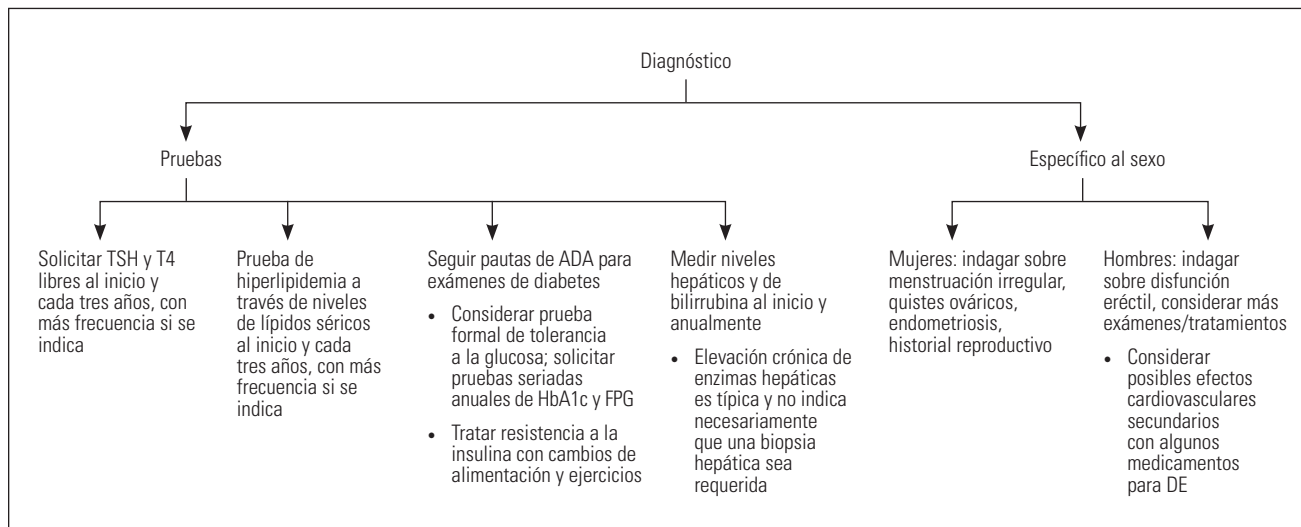 Diagnóstico
Pruebas
Específico al sexo
Solicitar TSH y T4
libres al inicio y
cada tres años, con
más frecuencia si se
indica
Prueba de
hiperlipidemia a
través de niveles
de lípidos séricos
al inicio y cada
tres años, con más
frecuencia si se
indica
Seguir pautas de ADA para
exámenes de diabetes
• Considerar prueba
formal de tolerancia
a la glucosa; solicitar
pruebas seriadas
anuales de HbA1c y FPG
• Tratar resistencia a la
insulina con cambios de
alimentación y ejercicios
Medir niveles
hepáticos y de
bilirrubina al inicio y
anualmente
• Elevación crónica de
enzimas hepáticas
es típica y no indica
necesariamente
que una biopsia
hepática sea
requerida
Mujeres: indagar sobre
menstruación irregular,
quistes ováricos,
endometriosis,
historial reproductivo
Hombres: indagar
sobre disfunción
eréctil, considerar más
exámenes/tratamientos
• Considerar
posibles efectos
cardiovasculares
secundarios
con algunos
medicamentos
para DE